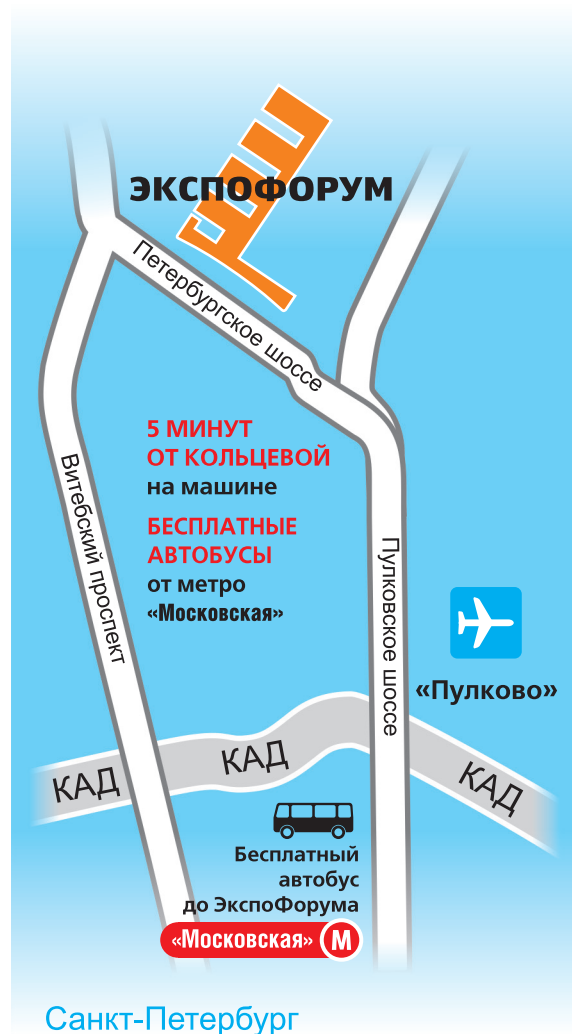 ЭКСПОФОРУМ
Петербургское шоссе
5 МИНУТ
ОТ КОЛЬЦЕВОЙ
на машине
БЕСПЛАТНЫЕ
АВТОБУСЫ
от метро
«Московская»
Витебский проспект
Пулковское шоссе
«Пулково»
КАД
КАД
КАД
Бесплатный
автобус
до ЭкспоФорума
«Московская» М
Санкт-Петербург